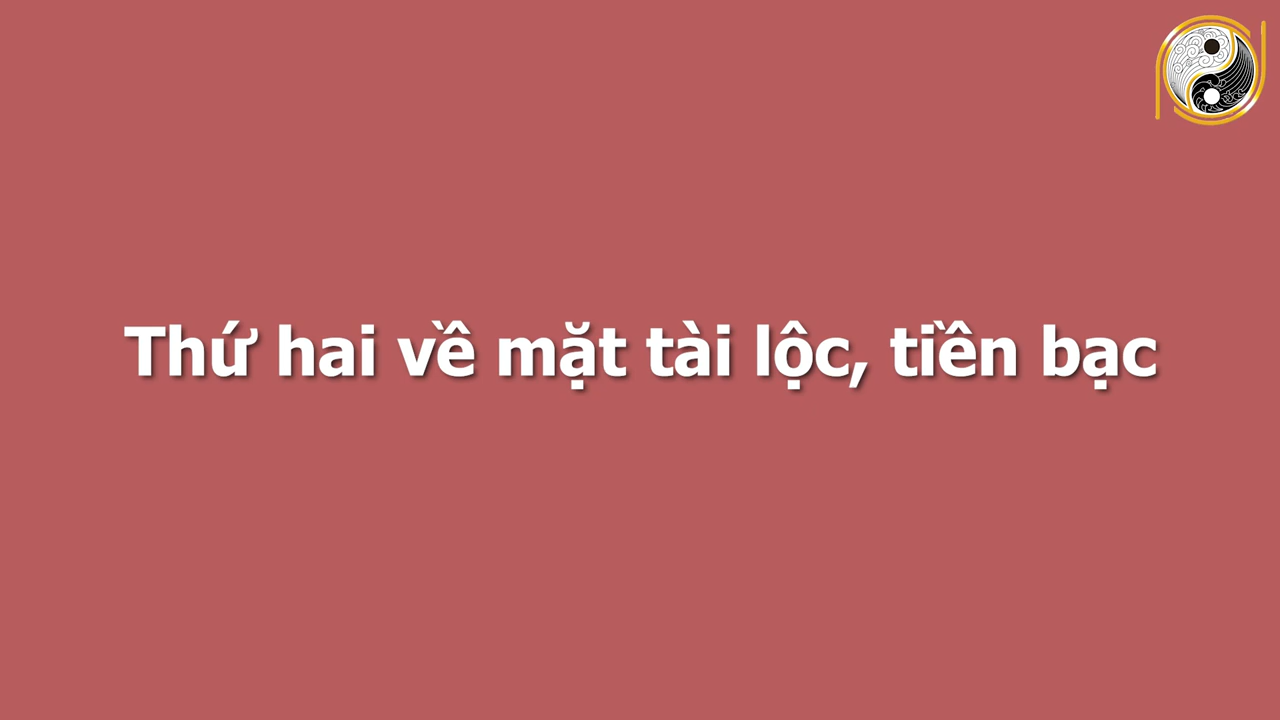 Thứ hai về mặt tài lộc, tiền bạc